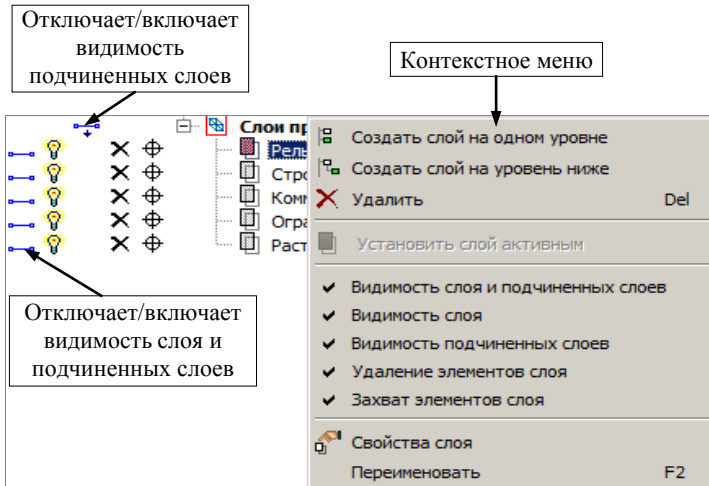 Отключает/включает
видимость
подчиненных слоев
Контекстное меню
Слои пр
Рель
Стро
Комм
Огра
Раст
Создать слой на одном уровне
Создать слой на уровень ниже
Удалить Del
Установить слой активным
Видимость слоя и подчиненных слоев
Видимость слоя
Видимость подчиненных слоев
Удаление элементов слоя
Захват элементов слоя
Свойства слоя
Переименовать F2
Отключает/включает
видимость слоя и
подчиненных слоев